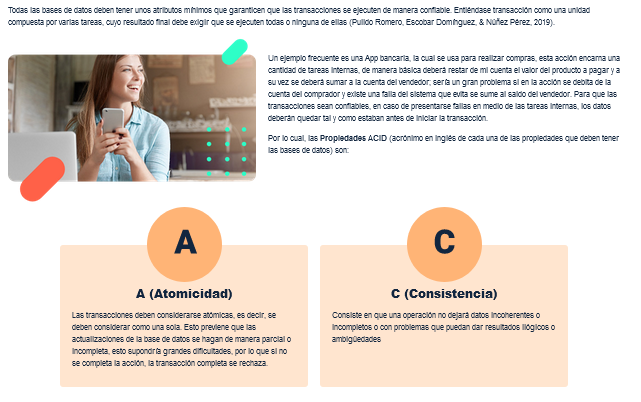 Todas las bases de datos deben tener unos atributos mínimos que garanticen que las transacciones se ejecuten de manera confiable. Entiéndase transacción como una unidad
compuesta por varias tareas, cuyo resultado final debe exigir que se ejecuten todas o ninguna de ellas (Pulido Romero, Escobar Domínguez, & Núñez Pérez, 2019).
Un ejemplo frecuente es una App bancaria, la cual se usa para realizar compras, esta acción encarna una
cantidad de tareas internas, de manera básica deberá restar de mi cuenta el valor del producto a pagar y a
su vez se deberá sumar a la cuenta del vendedor; sería un gran problema si en la acción se debita de la
cuenta del comprador y existe una falla del sistema que evita se sume al saldo del vendedor. Para que las
transacciones sean confiables, en caso de presentarse fallas en medio de las tareas internas, los datos
deberán quedar tal y como estaban antes de iniciar la transacción.
Por lo cual, las Propiedades ACID (acrónimo en inglés de cada una de las propiedades que deben tener
las bases de datos) son:
A
A (Atomicidad)
Las transacciones deben considerarse atómicas, es decir, se
deben considerar como una sola. Esto previene que las
actualizaciones de la base de datos se hagan de manera parcial o
incompleta, esto supondría grandes dificultades, por lo que si no
se completa la acción, la transacción completa se rechaza.
C
C (Consistencia)
Consiste en que una operación no dejará datos incoherentes o
incompletos o con problemas que puedan dar resultados ilógicos o
ambigüedades